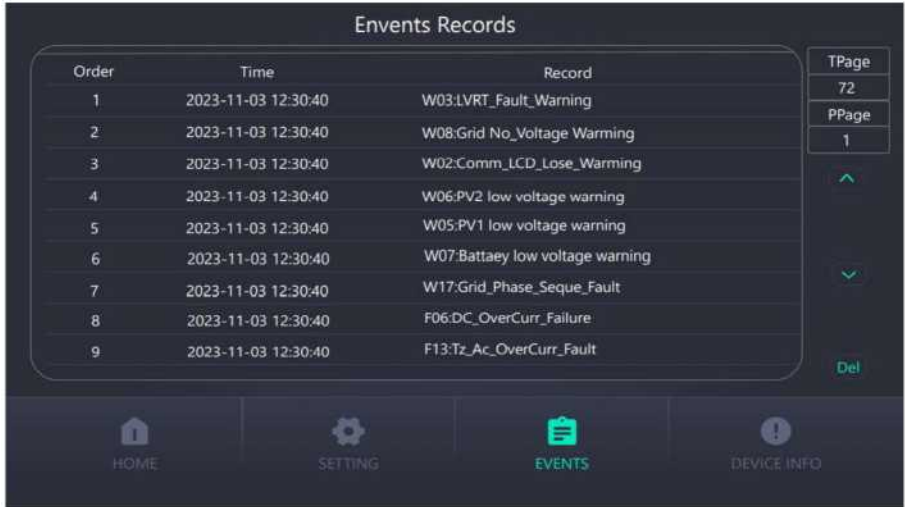 Envents Records
Order Time Record
1 2023-11-03 12:30:40 W03:LVRT_Fault_Warning
2 2023-11-03 12:30:40 W08:Grid No_Voltage Warming
3 2023-11-03 12:30:40 W02:Comm_LCD_Lose_Warming
4 2023-11-03 12:30:40 W06:PV2 low voltage warning
5 2023-11-03 12:30:40 W05:PV1 low voltage warning
6 2023-11-03 12:30:40 W07:Battaey low voltage warning
7 2023-11-03 12:30:40 W17:Grid_Phase_Seque_Fault
8 2023-11-03 12:30:40 F06:DC_OverCurr_Failure
9 2023-11-03 12:30:40 F13:Tz_Ac_OverCurr_Fault
TPage
72
PPage
1
Del
HOME SETTING EVENTS DEVICE INFO